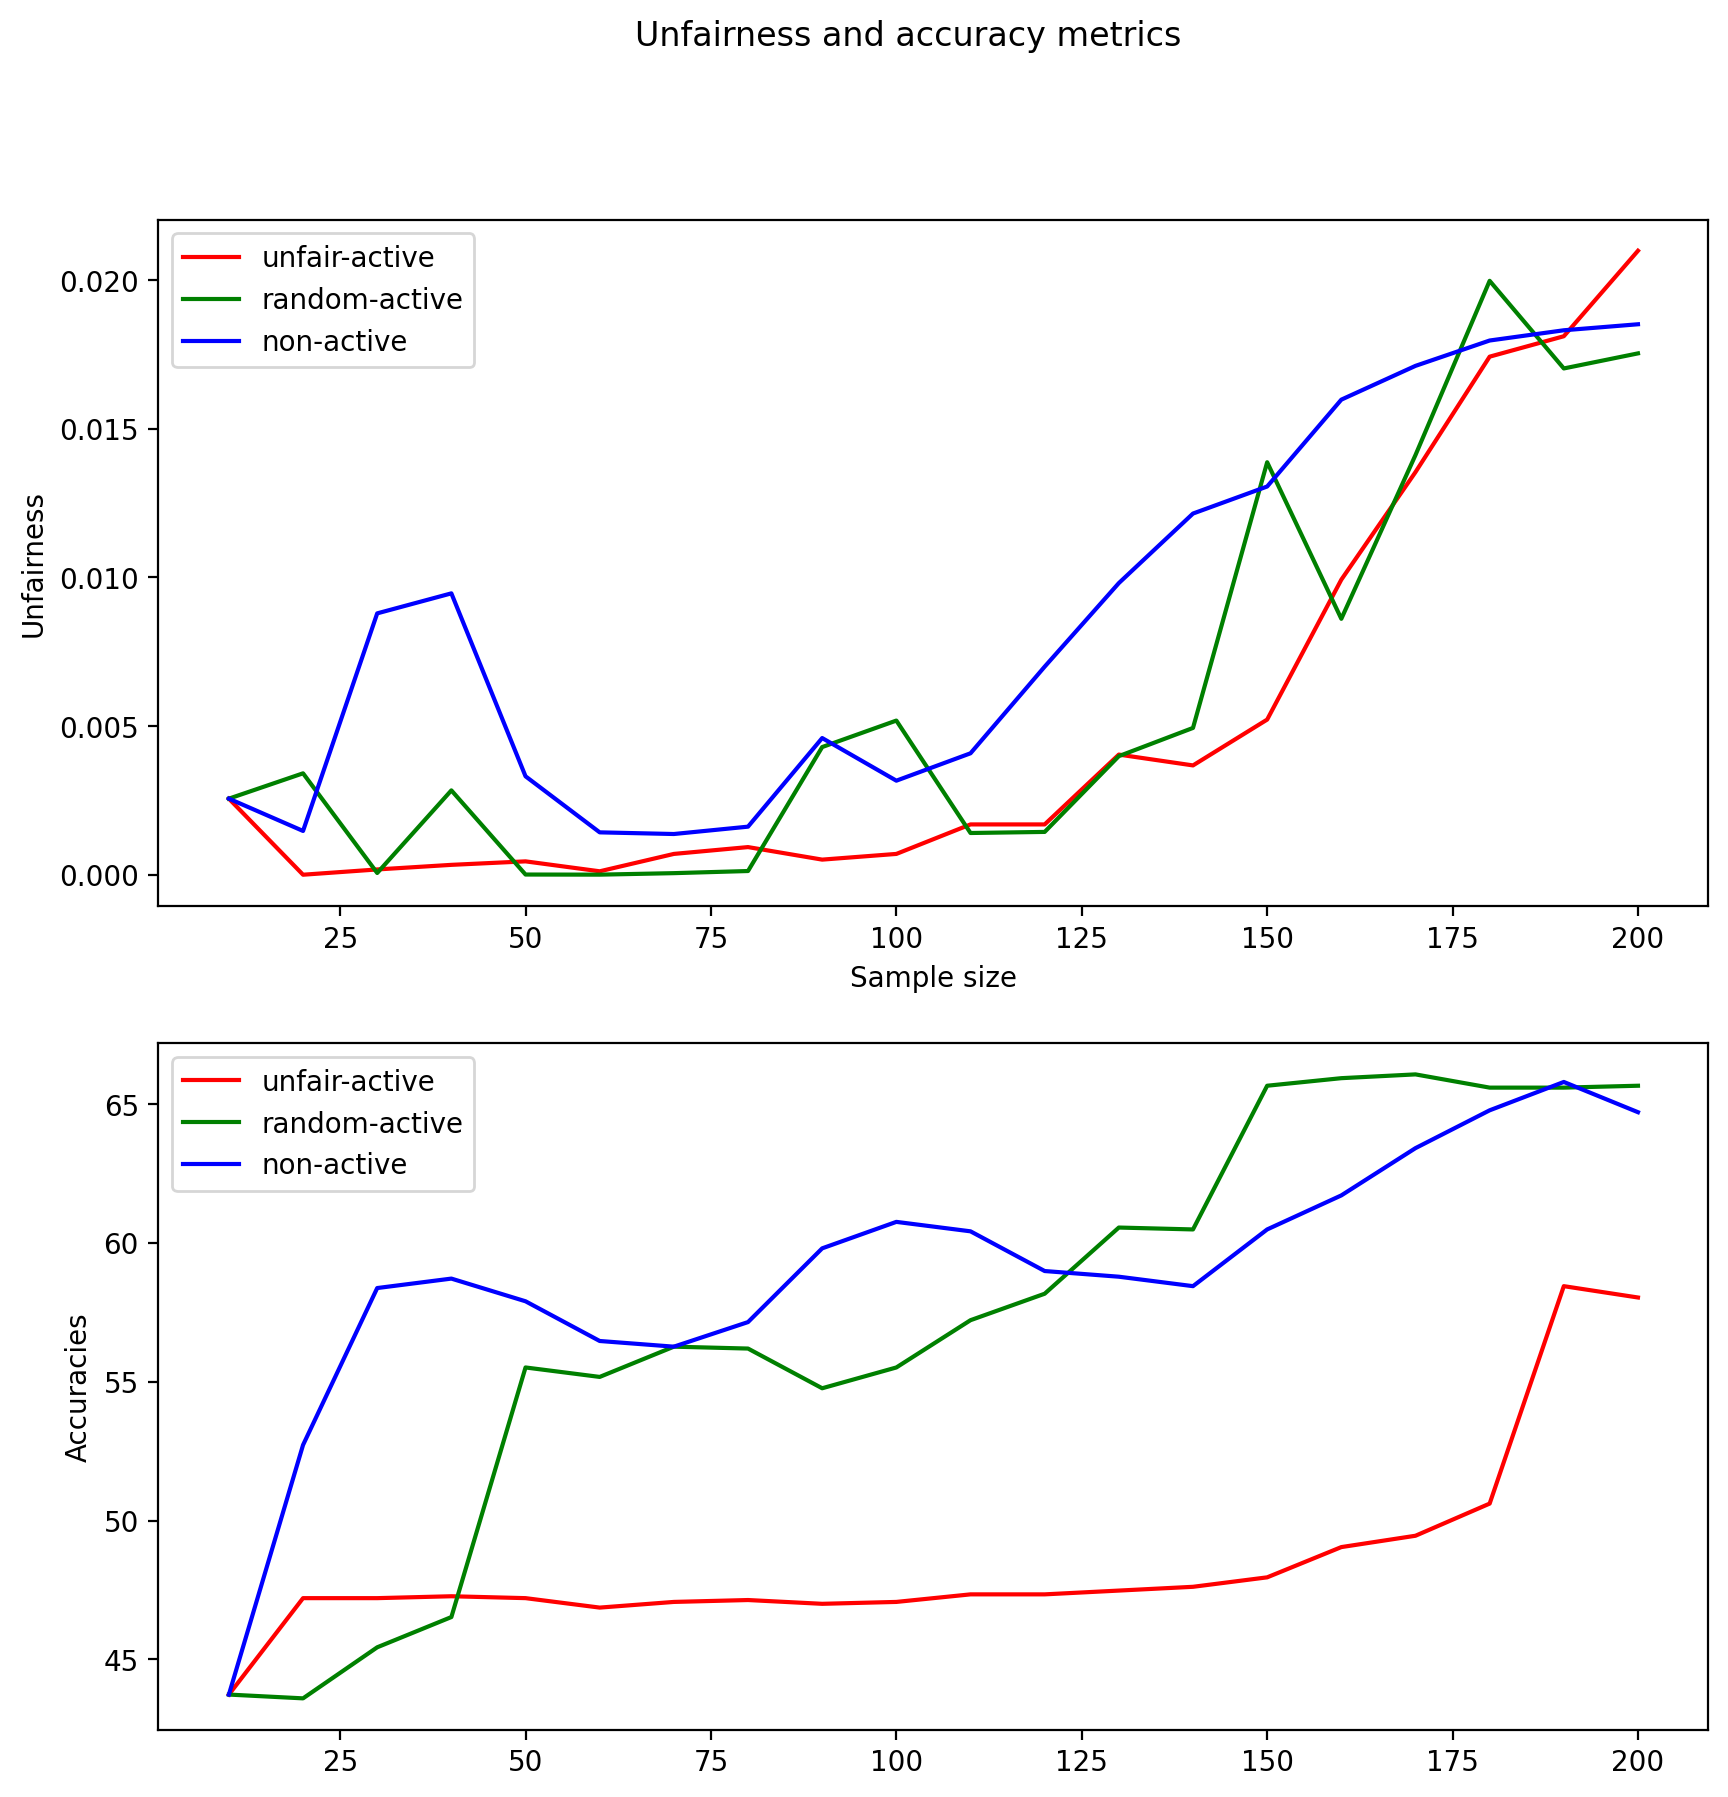 Unfairness and accuracy metrics
unfair-active
random-active
non-active
0.020
0.015
0.010
0.005
0.000
Unfairness
25 50 75 100 125 150 175 200
Sample size
unfair-active
random-active
non-active
65
60
55
50
45
Accuracies
25 50 75 100 125 150 175 200